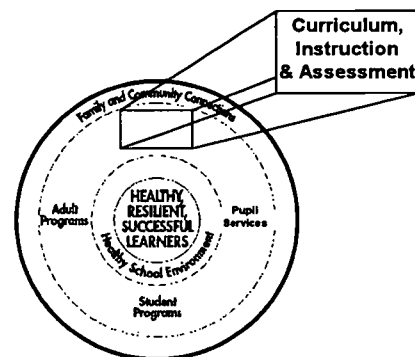 Curriculum,
Instruction
& Assessment
Family and Community Connections
Adult
Programs
HEALTHY,
RESILIENT,
SUCCESSFUL
LEARNERS
Pupil
Services
Healthy School Environment
Student
Programs